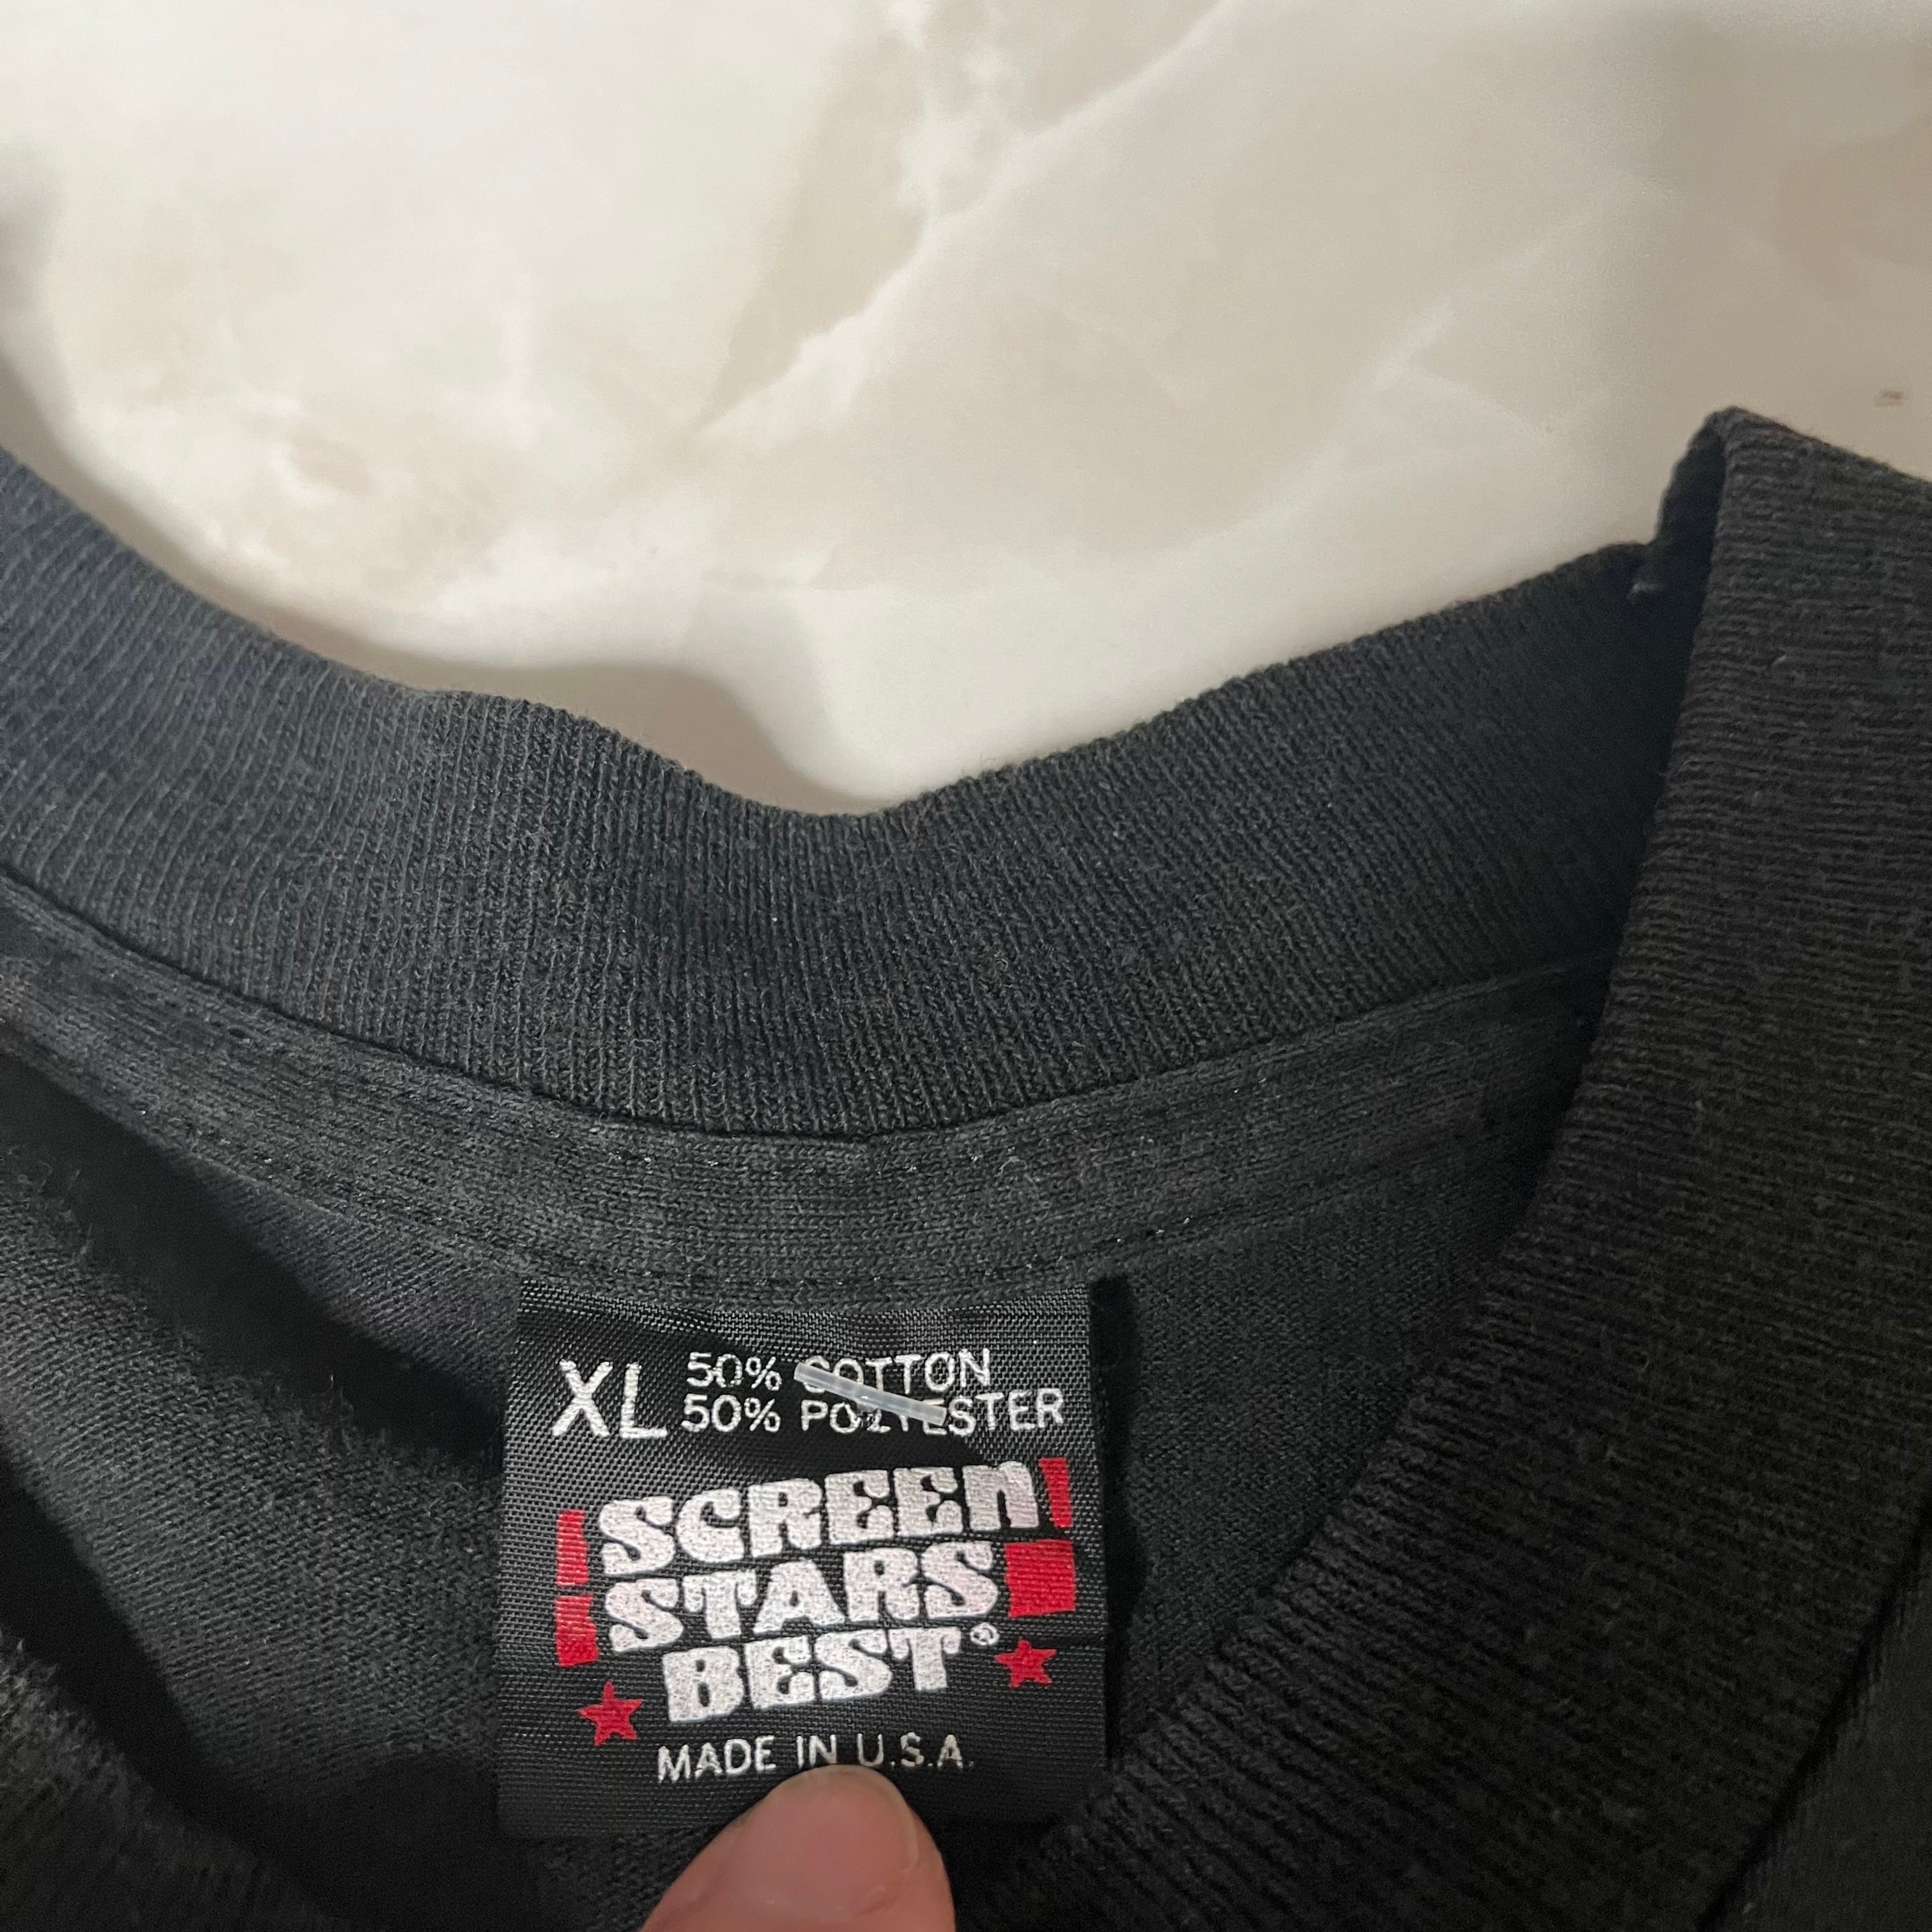 XL 50% COTTON
50% POLYESTER
SCREEN
STARS
BEST®
MADE IN U.S.A.